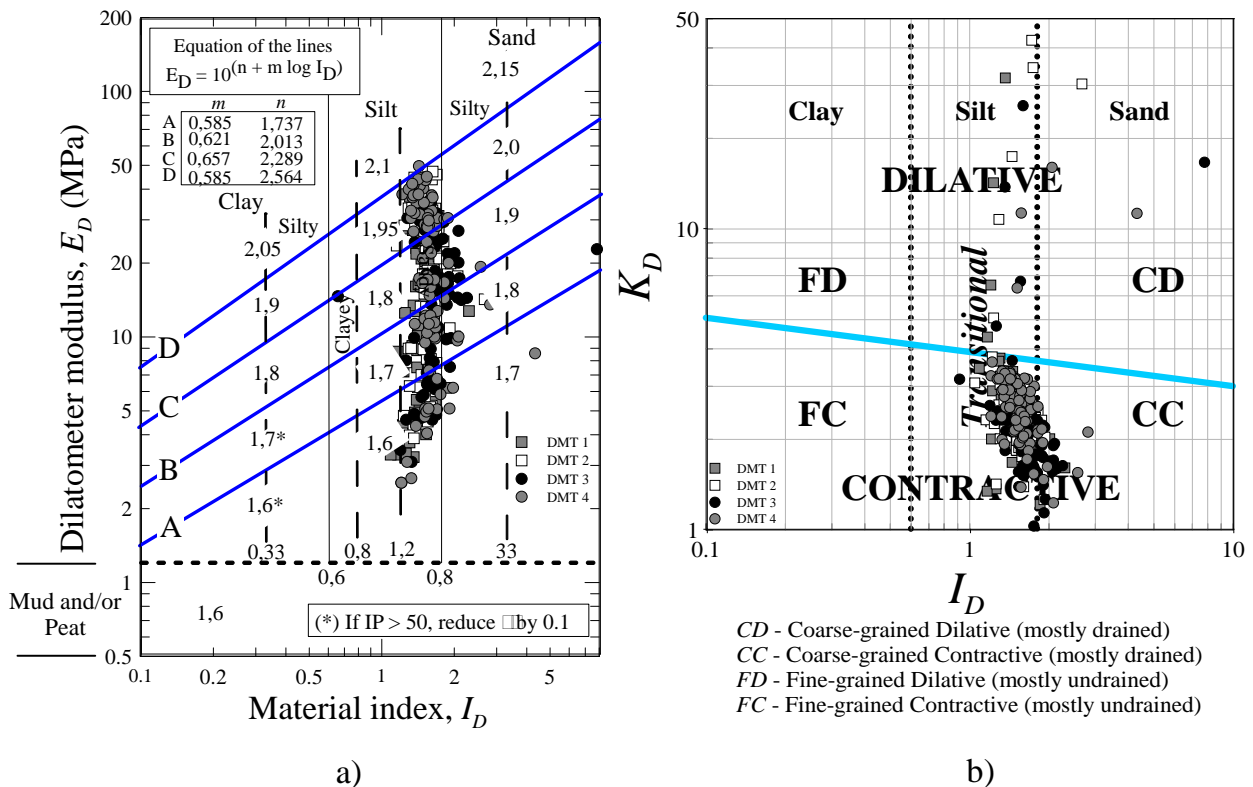 200
100
50
20
10
5
2
1
0.5
Dilatometer modulus, E_D (MPa)
Mud and/or
Peat
Equation of the lines
E_D = 10^(n + m log I_D)
m n
A 0,585 1,737
B 0,621 2,013
C 0,657 2,289
D 0,585 2,564
Sand
2,15
Silt
Silty
2,1
2,0
Clay
Silty
1,95
1,9
2,05
1,9
1,8
1,8
Clayey
D
1,8
1,7
1,7
C
1,7*
1,6
B
1,6*
A
DMT 1
DMT 2
DMT 3
DMT 4
0,33
0,8
1,2
33
0,6
0,8
1,6
(*) If IP > 50, reduce □ by 0.1
0.1 0.2 0.5 1 2 5
Material index, I_D
a)
50
10
1
K_D
Clay
Silt
Sand
DILATIVE
FD
Transitional
CD
FC
CC
DMT 1
DMT 2
DMT 3
DMT 4
CONTRACTIVE
0.1 1 10
I_D
CD - Coarse-grained Dilative (mostly drained)
CC - Coarse-grained Contractive (mostly drained)
FD - Fine-grained Dilative (mostly undrained)
FC - Fine-grained Contractive (mostly undrained)
b)